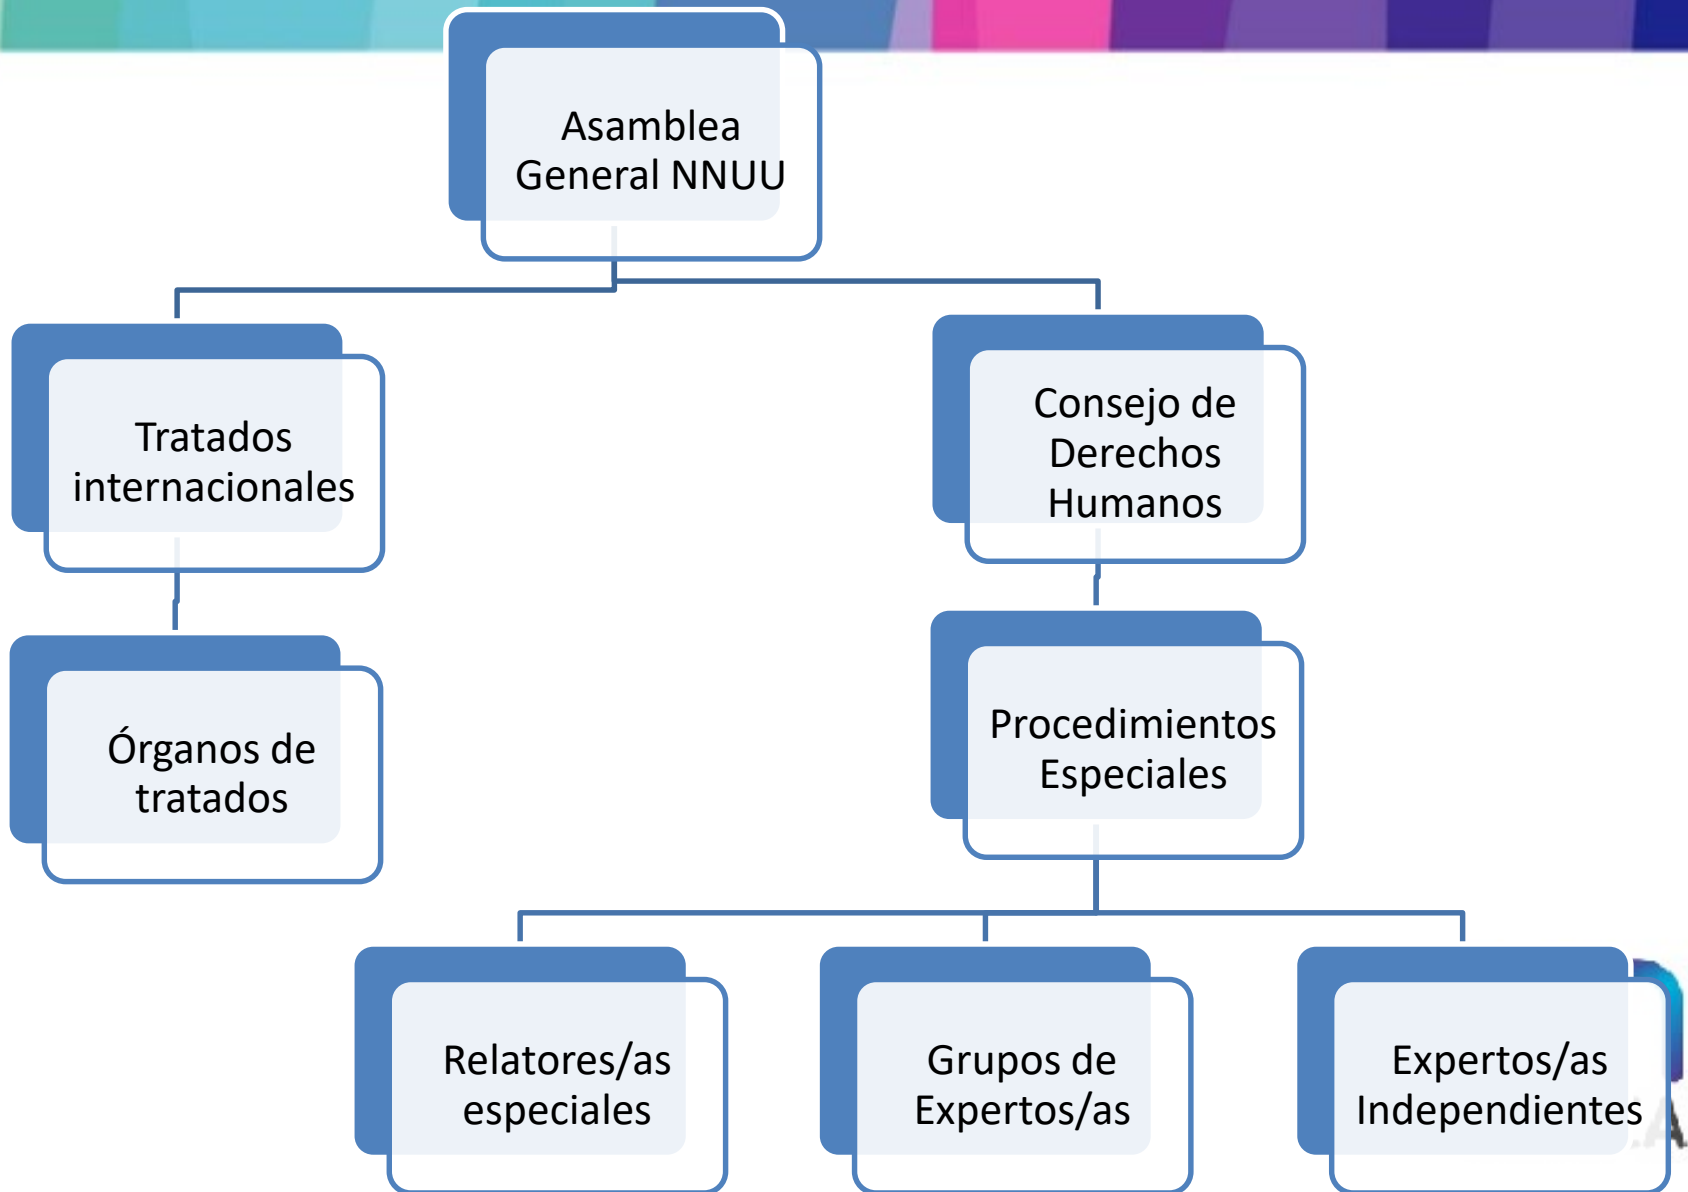 Asamblea
General NNUU
Tratados
internacionales
Consejo de
Derechos
Humanos
Órganos de
tratados
Procedimientos
Especiales
Relatores/as
especiales
Grupos de
Expertos/as
Expertos/as
Independientes